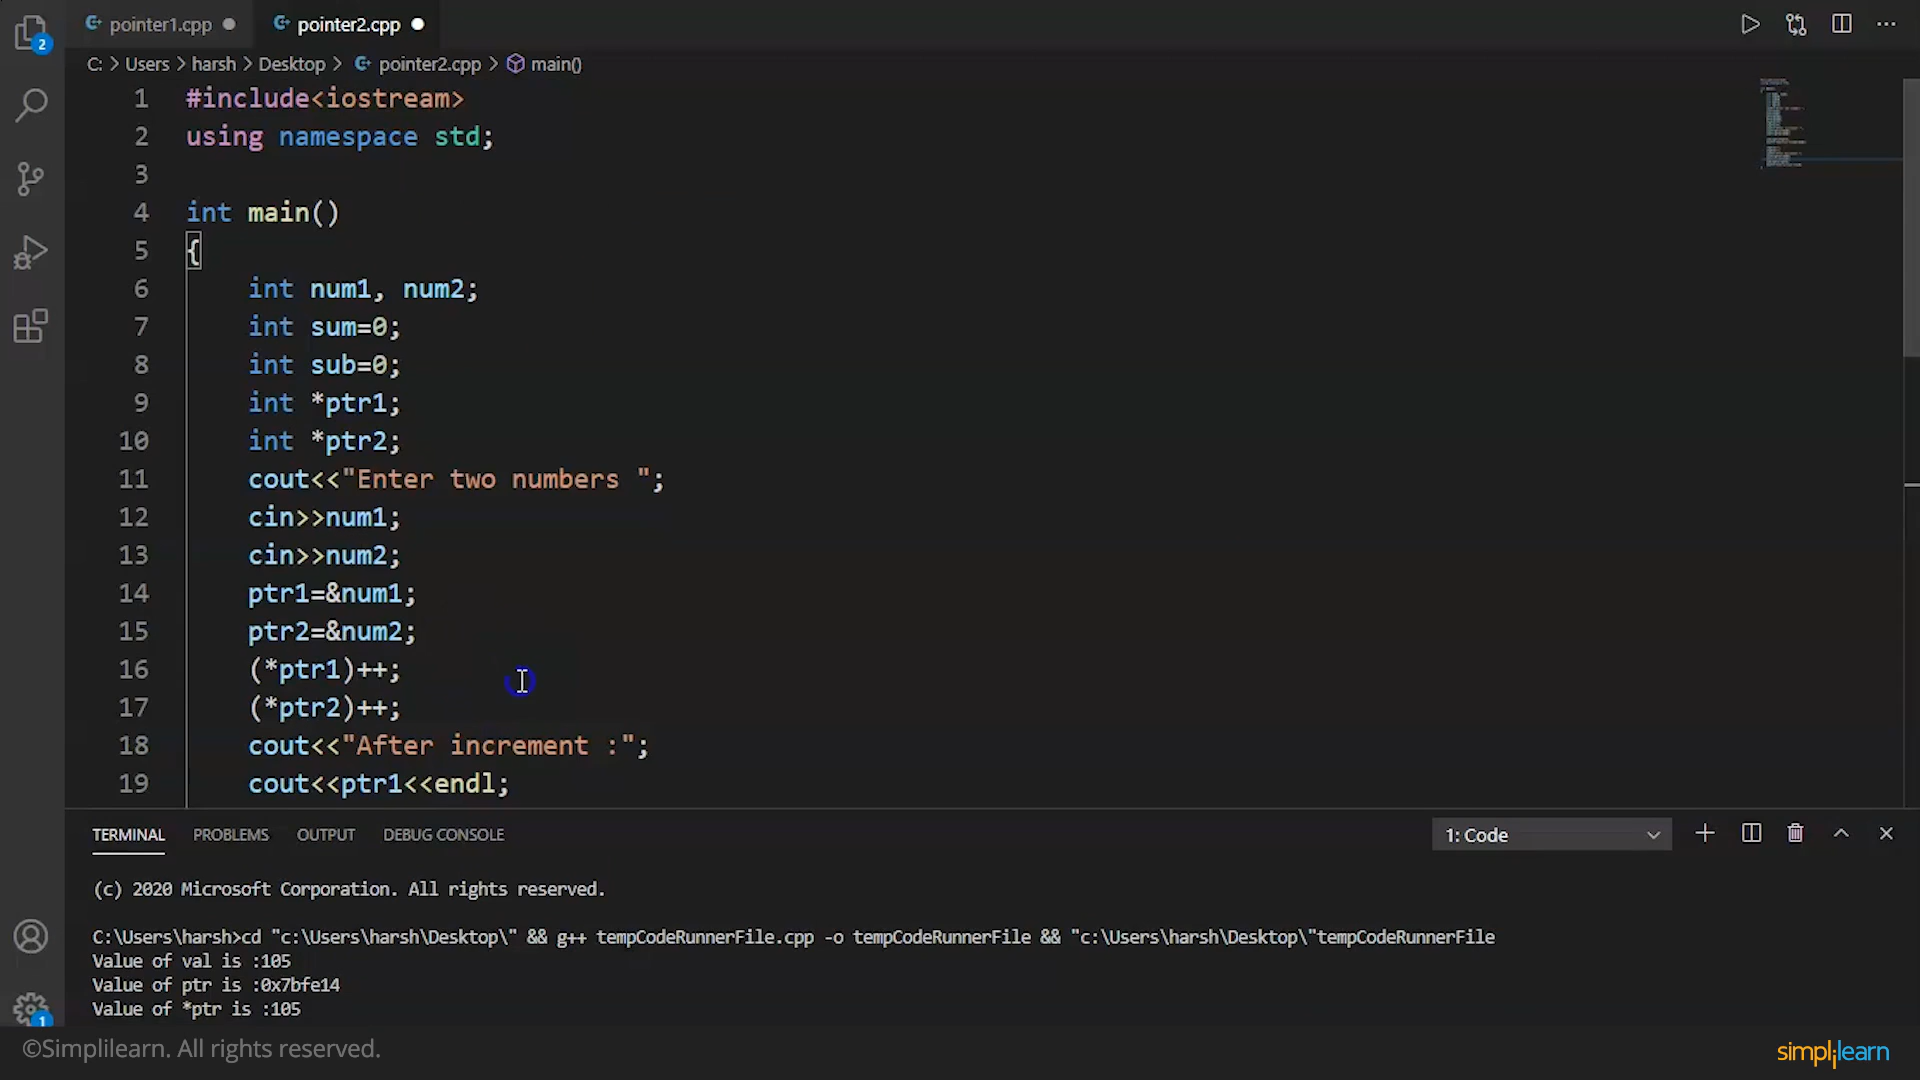 pointer1.cpp pointer2.cpp
2
C: > Users > harsh > Desktop > pointer2.cpp > main()
1 #include<iostream>
2 using namespace std;
3
4 int main()
5 {
6 int num1, num2;
7 int sum=0;
8 int sub=0;
9 int *ptr1;
10 int *ptr2;
11 cout<<"Enter two numbers ";
12 cin>>num1;
13 cin>>num2;
14 ptr1=&num1;
15 ptr2=&num2;
16 (*ptr1)++;
17 (*ptr2)++;
18 cout<<"After increment :";
19 cout<<ptr1<<endl;
TERMINAL PROBLEMS OUTPUT DEBUG CONSOLE 1: Code
(c) 2020 Microsoft Corporation. All rights reserved.
C:\Users\harsh>cd "c:\Users\harsh\Desktop\" && g++ tempCodeRunnerFile.cpp -o tempCodeRunnerFile && "c:\Users\harsh\Desktop\"tempCodeRunnerFile
Value of val is :105
Value of ptr is :0x7bfe14
Value of *ptr is :105
1
©Simplilearn. All rights reserved.
simplilearn